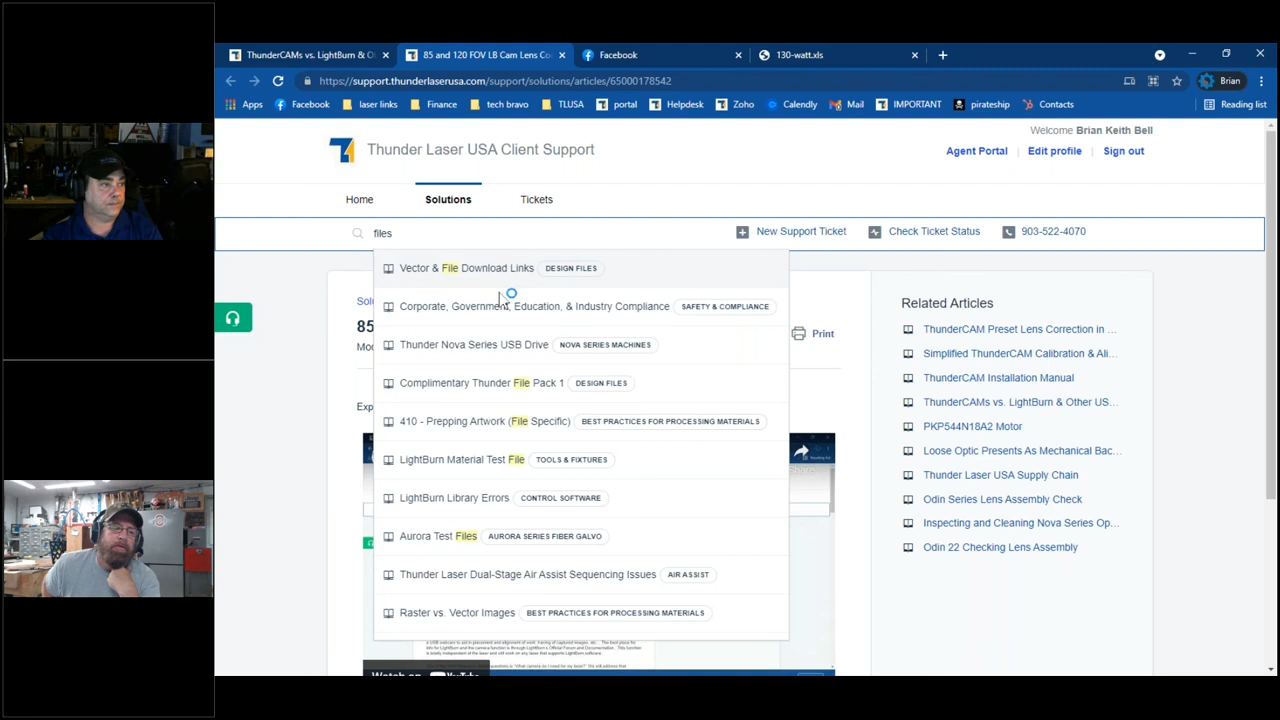 ThunderCAMs vs. LightBurn & O
85 and 120 FOV LB Cam Lens Co
Facebook
130-watt.xls
https://support.thunderlaserusa.com/support/solutions/articles/65000178542
Brian
Apps
Facebook
laser links
Finance
tech bravo
TLUSA
portal
Helpdesk
Zoho
Calendly
Mail
IMPORTANT
pirateship
Contacts
Reading list
Welcome Brian Keith Bell
Thunder Laser USA Client Support
Agent Portal
Edit profile
Sign out
Home
Solutions
Tickets
files
New Support Ticket
Check Ticket Status
903-522-4070
Vector & File Download Links DESIGN FILES
Corporate, Government, Education, & Industry Compliance SAFETY & COMPLIANCE
Thunder Nova Series USB Drive NOVA SERIES MACHINES
Complimentary Thunder File Pack 1 DESIGN FILES
410 - Prepping Artwork (File Specific) BEST PRACTICES FOR PROCESSING MATERIALS
LightBurn Material Test File TOOLS & FIXTURES
LightBurn Library Errors CONTROL SOFTWARE
Aurora Test Files AURORA SERIES FIBER GALVO
Thunder Laser Dual-Stage Air Assist Sequencing Issues AIR ASSIST
Raster vs. Vector Images BEST PRACTICES FOR PROCESSING MATERIALS
Solu
85
Mod
Exp
Print
Related Articles
ThunderCAM Preset Lens Correction in ...
Simplified ThunderCAM Calibration & Ali...
ThunderCAM Installation Manual
ThunderCAMs vs. LightBurn & Other US...
PKP544N18A2 Motor
Loose Optic Presents As Mechanical Bac...
Thunder Laser USA Supply Chain
Odin Series Lens Assembly Check
Inspecting and Cleaning Nova Series Op...
Odin 22 Checking Lens Assembly
Watch on YouTube